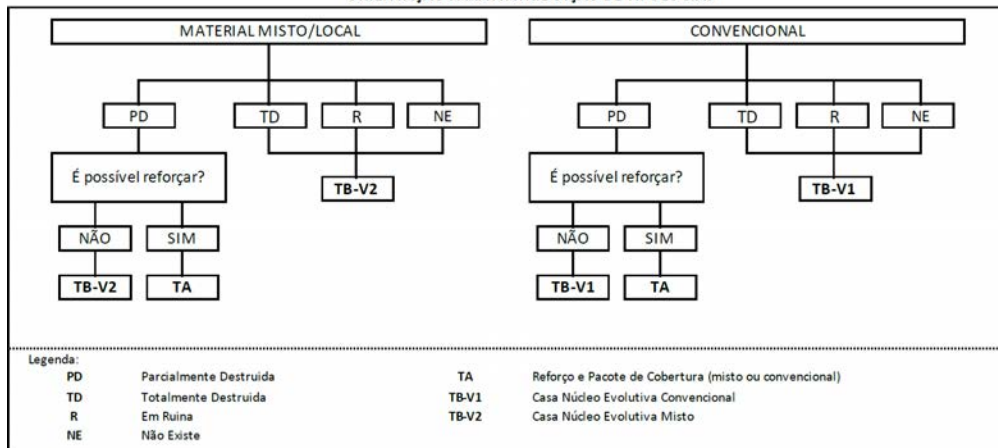 MATERIAL MISTO/LOCAL
CONVENCIONAL
PD
TD
R
NE
PD
TD
R
NE
É possível reforçar?
TB-V2
É possível reforçar?
TB-V1
NÃO
SIM
NÃO
SIM
TB-V2
TA
TB-V1
TA
Legenda:
PD Parcialmente Destruida
TA Reforço e Pacote de Cobertura (misto ou convencional)
TD Totalmente Destruida
TB-V1 Casa Núcleo Evolutiva Convencional
R Em Ruina
TB-V2 Casa Núcleo Evolutiva Misto
NE Não Existe